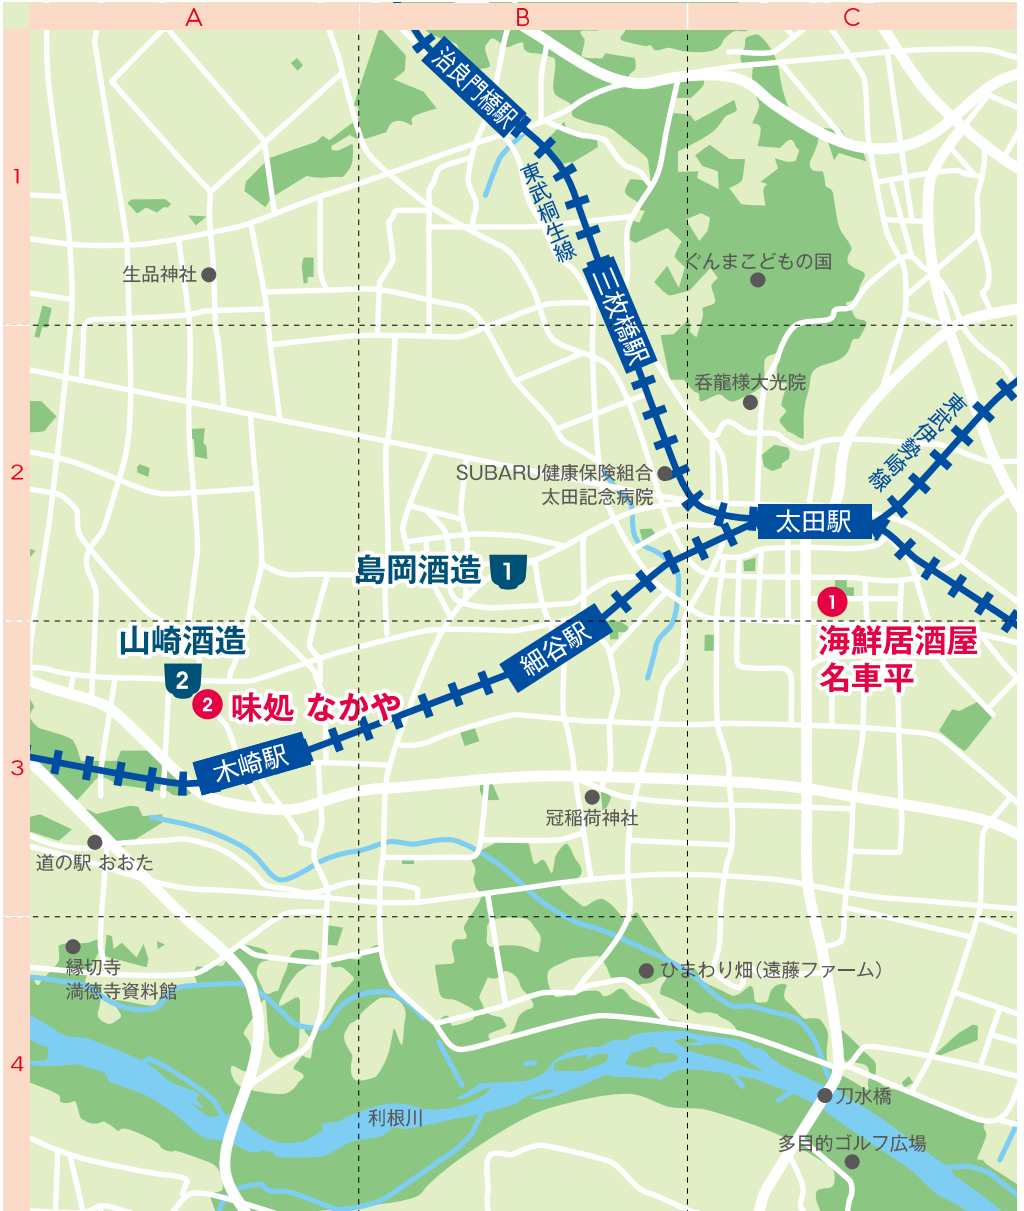 A
B
C
1
2
3
4
治良門橋駅
東武桐生線
生品神社
ぐんまこどもの国
三枚橋駅
呑龍様大光院
東武伊勢崎線
SUBARU健康保険組合
太田記念病院
太田駅
島岡酒造 1
1
海鮮居酒屋
名車平
山崎酒造
2
2 味処 なかや
細谷駅
木崎駅
冠稲荷神社
道の駅 おおた
縁切寺
満徳寺資料館
ひまわり畑(遠藤ファーム)
利根川
刀水橋
多目的ゴルフ広場